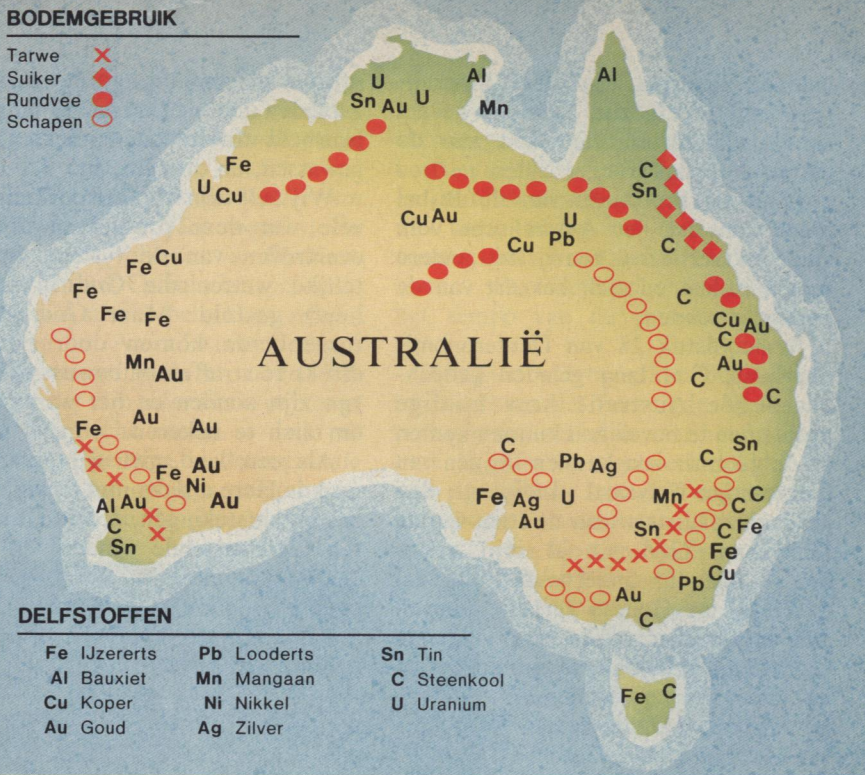 BODEMGEBRUIK
Tarwe
Suiker
Rundvee
Schapen
Al
Al
U
Sn Au U
Mn
Fe
U Cu
C
Sn
Cu Au
U
Pb
Cu
C
Fe Cu
Fe
C
Fe Fe
Cu Au
C
AUSTRALIË
Mn Au
Au
C
C
Au
Au
Fe
C
Sn
Fe Au
Ni
Au
Pb Ag
C
Al Au
C
Sn
Fe Ag
Au
U
Mn
C C
Sn
C Fe
Fe
Cu
Pb
Au
C
Fe C
DELFSTOFFEN
Fe IJzererts
Al Bauxiet
Cu Koper
Au Goud
Pb Looderts
Mn Mangaan
Ni Nikkel
Ag Zilver
Sn Tin
C Steenkool
U Uranium